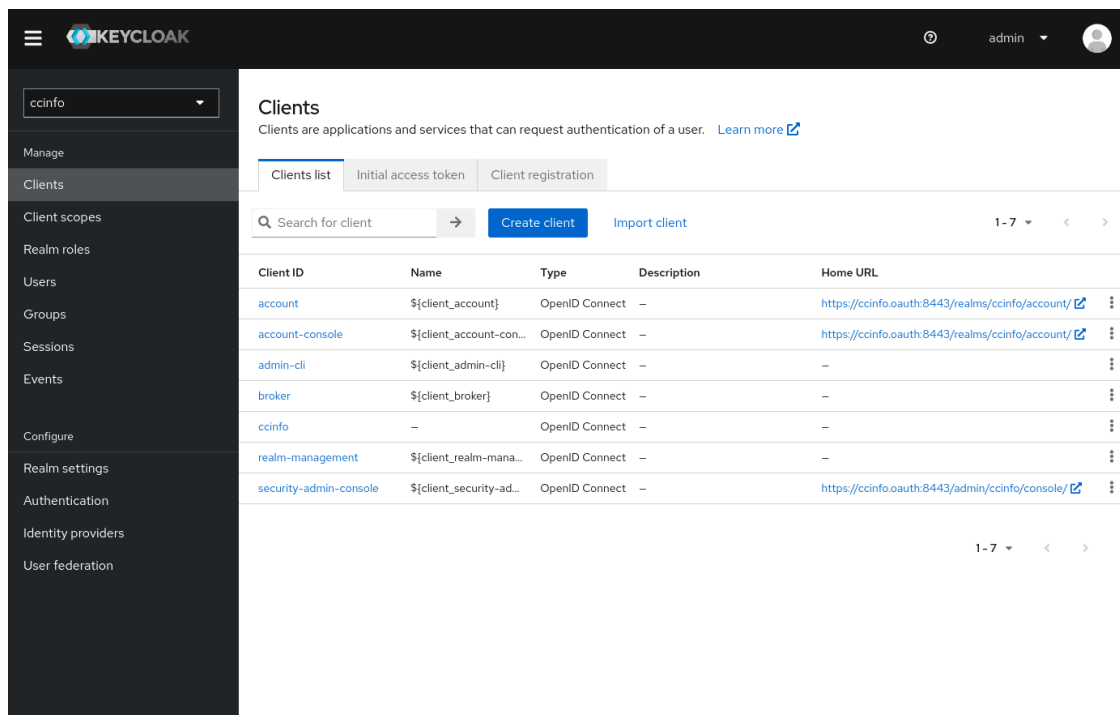 KEYCLOAK
admin
ccinfo
Manage
Clients
Client scopes
Realm roles
Users
Groups
Sessions
Events
Configure
Realm settings
Authentication
Identity providers
User federation
Clients
Clients are applications and services that can request authentication of a user. Learn more
Clients list Initial access token Client registration
Search for client Create client Import client 1 - 7
Client ID Name Type Description Home URL
account ${client_account} OpenID Connect – https://ccinfo.oauth:8443/realms/ccinfo/account/
account-console ${client_account-con... OpenID Connect – https://ccinfo.oauth:8443/realms/ccinfo/account/
admin-cli ${client_admin-cli} OpenID Connect – –
broker ${client_broker} OpenID Connect – –
ccinfo – OpenID Connect – –
realm-management ${client_realm-mana... OpenID Connect – –
security-admin-console ${client_security-ad... OpenID Connect – https://ccinfo.oauth:8443/admin/ccinfo/console/
1 - 7